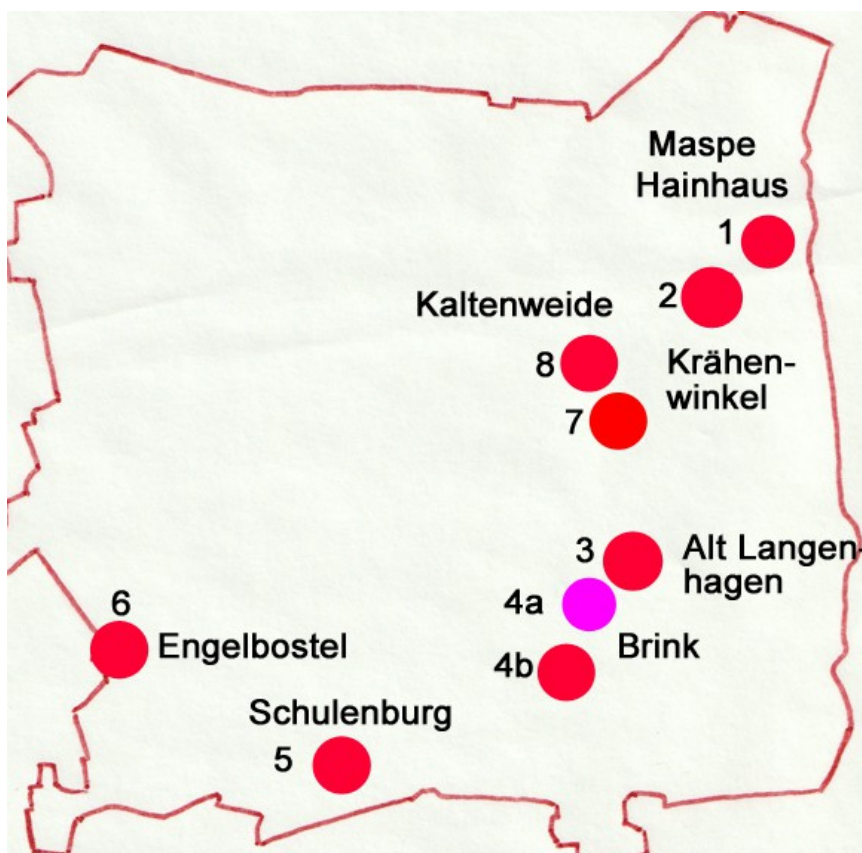 Maspe
Hainhaus
1
2
Kaltenweide
8
Krähen-
winkel
7
3
Alt Langen-
hagen
4a
6
Engelbostel
Brink
4b
Schulenburg
5